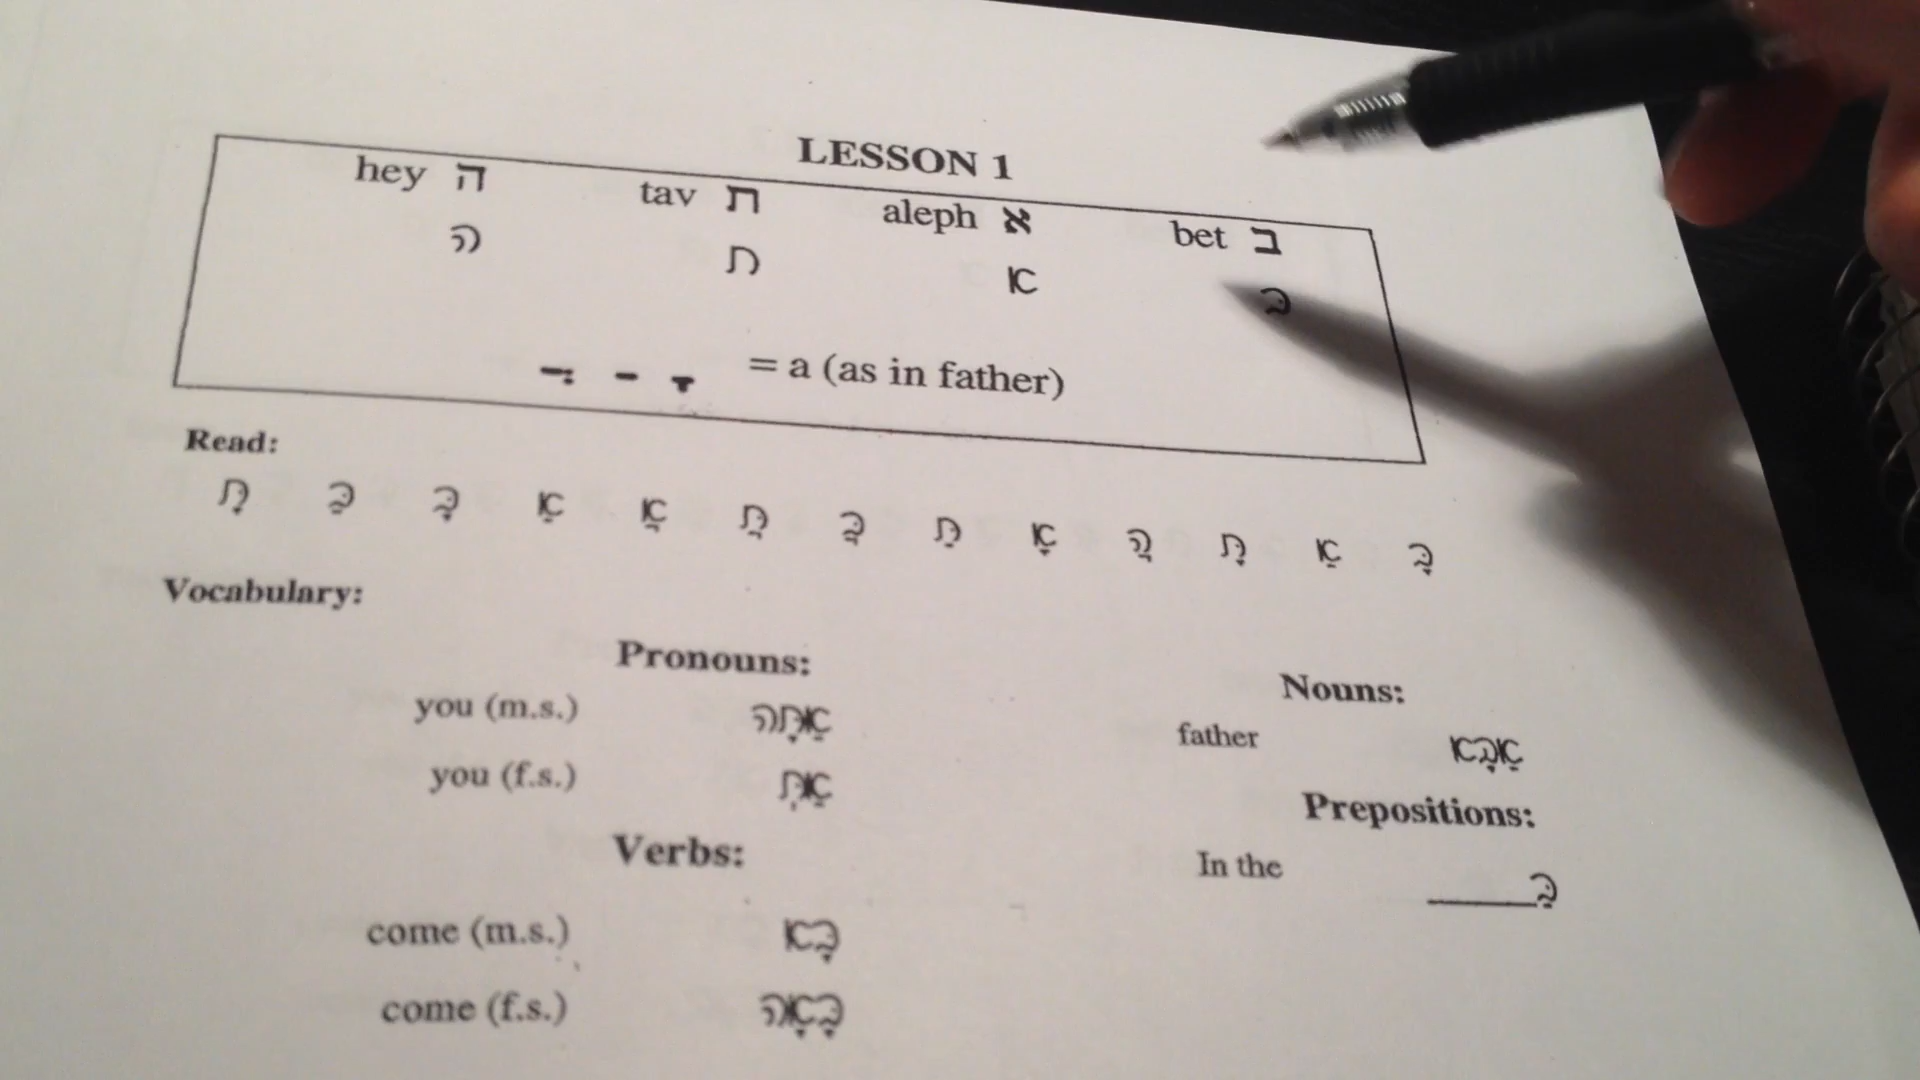 LESSON 1
hey ה tav ת aleph א bet ב
ה ת א בּ
ֲ ַ ָ = a (as in father)
Read:
Vocabulary:
Pronouns:
you (m.s.) אַתָּה
you (f.s.) אַתְּ
Verbs:
come (m.s.) בָּא
come (f.s.) בָּאָה
Nouns:
father אַבָּא
Prepositions:
In the _____בַּ